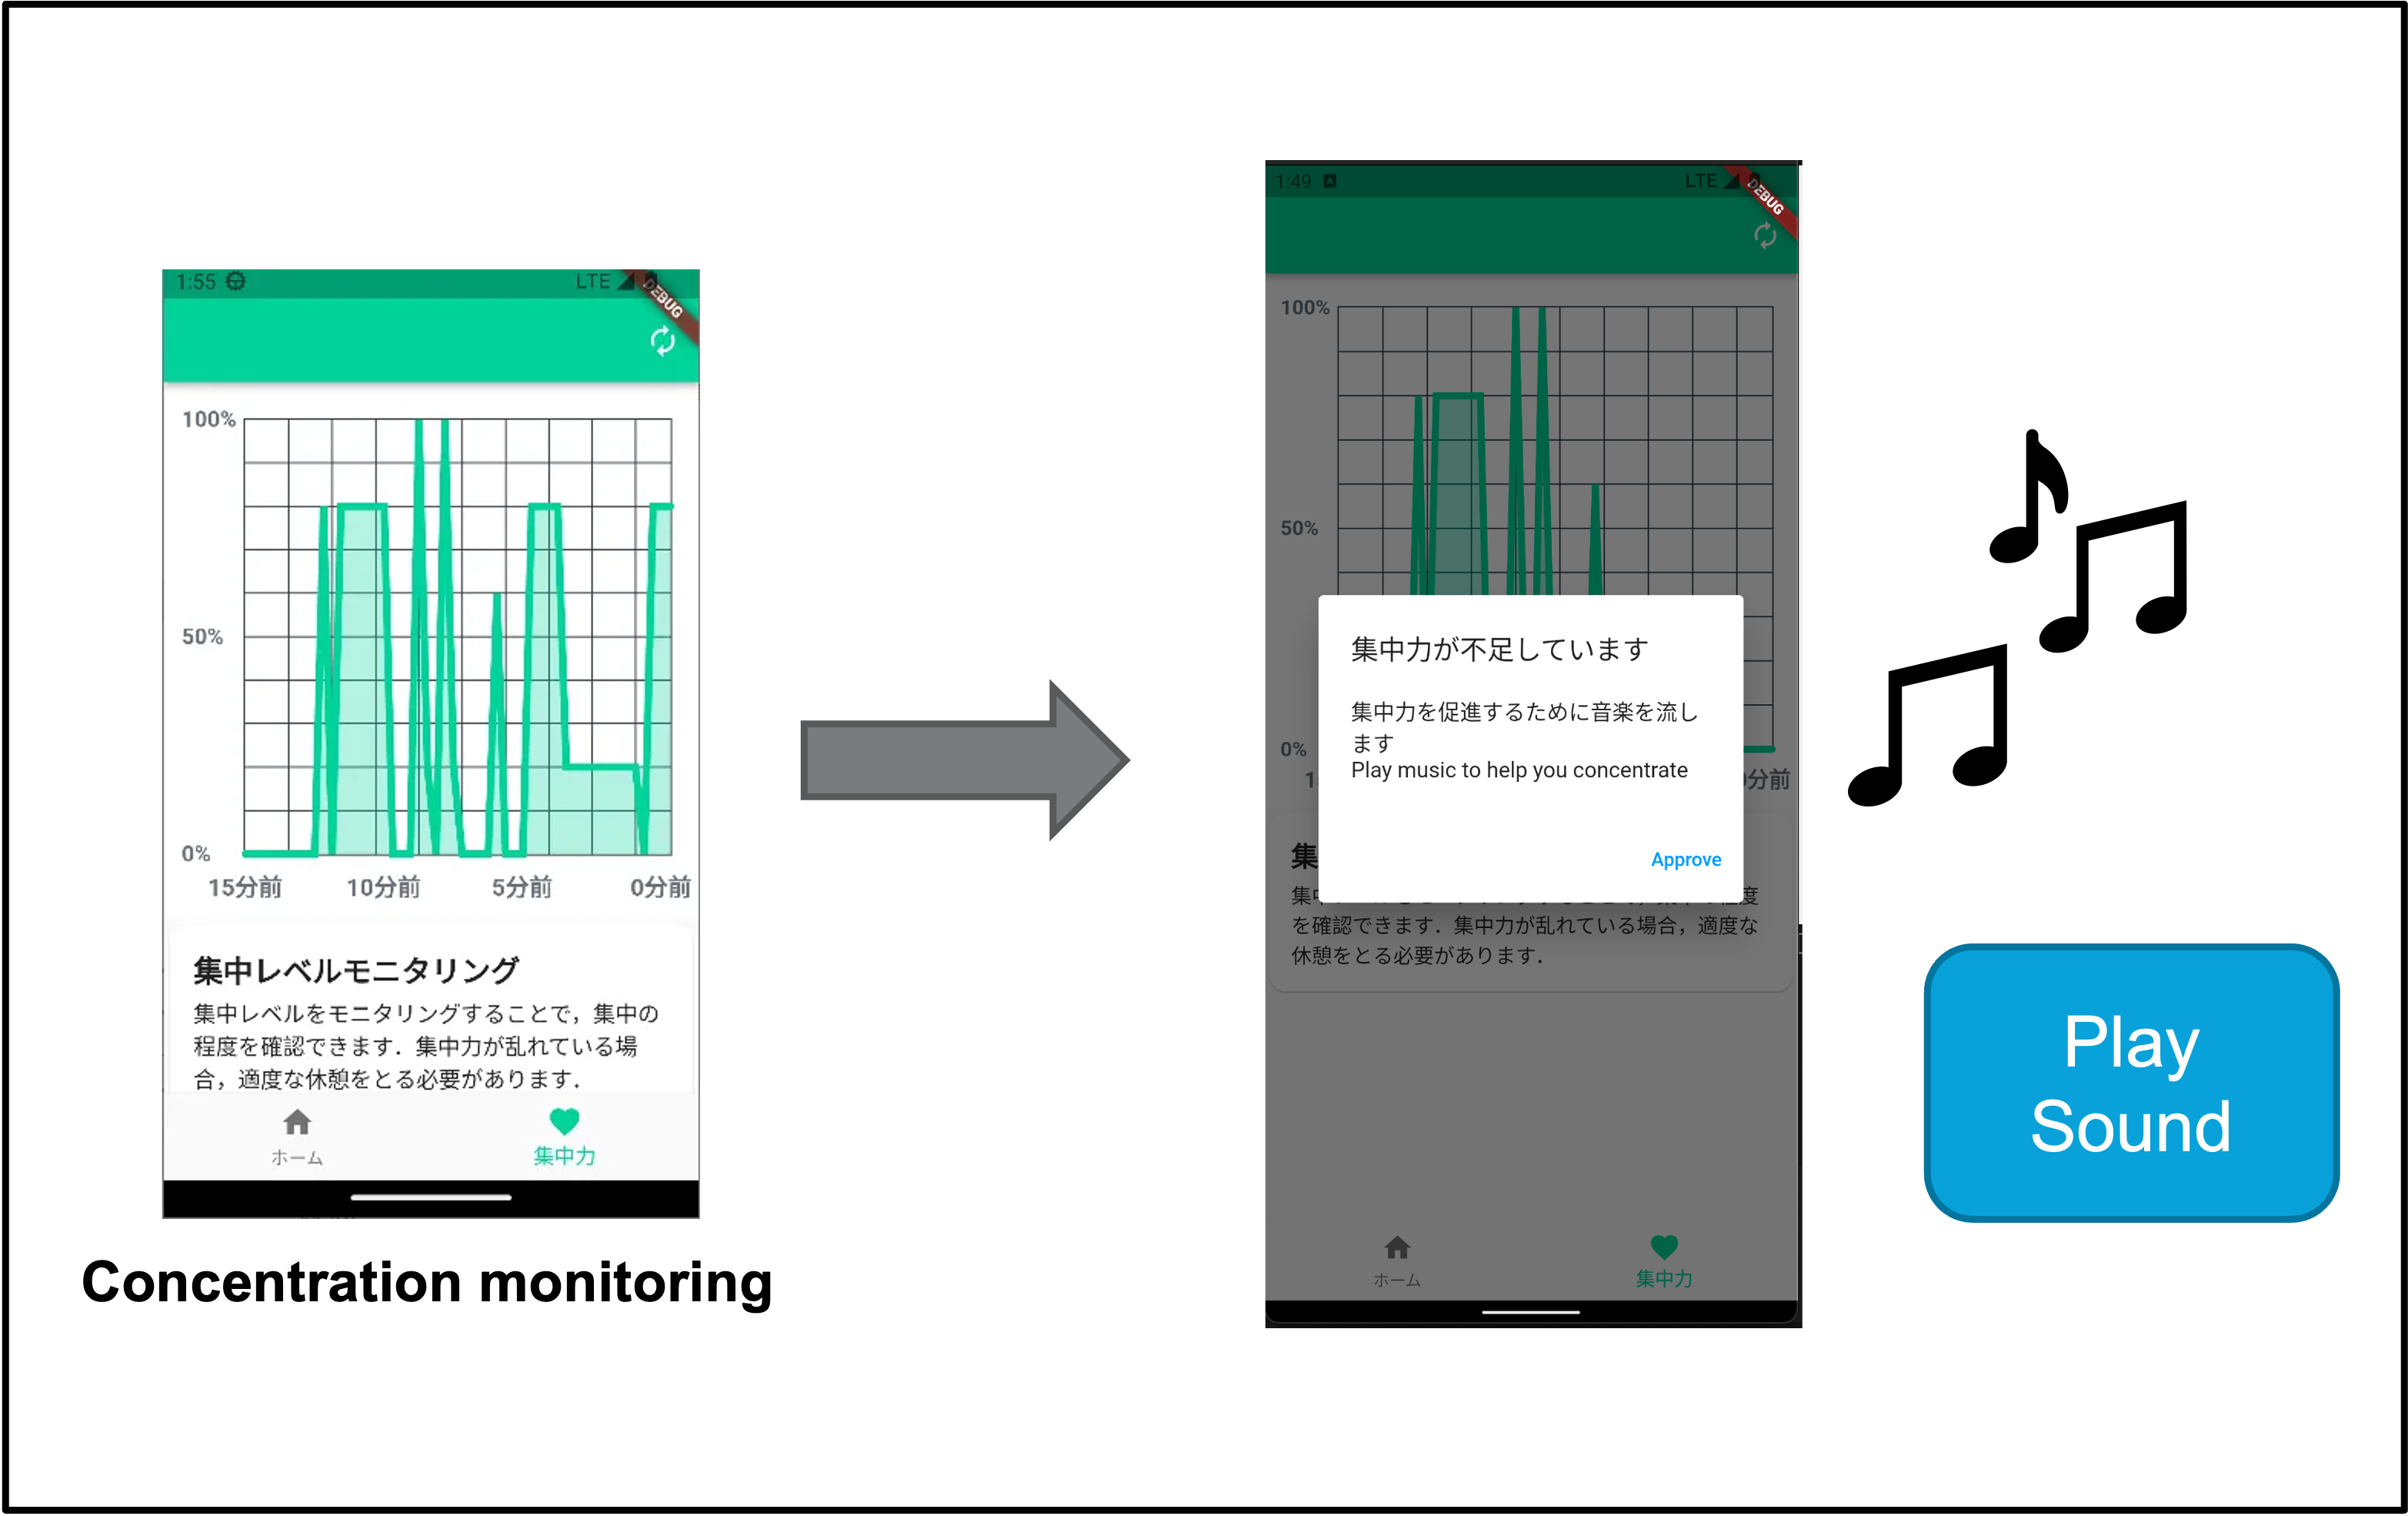 1:55
LTE
DEBUG
100%
50%
0%
15分前 10分前 5分前 0分前
集中レベルモニタリング
集中レベルをモニタリングすることで，集中の
程度を確認できます．集中力が乱れている場
合，適度な休憩をとる必要があります．
ホーム
集中力
Concentration monitoring
1:49
LTE
DEBUG
100%
50%
0%
集中力が不足しています
集中力を促進するために音楽を流し
ます
Play music to help you concentrate
Approve
分前
集
度
を確認できます．集中力が乱れている場合，適度な
休憩をとる必要があります．
ホーム
集中力
Play
Sound